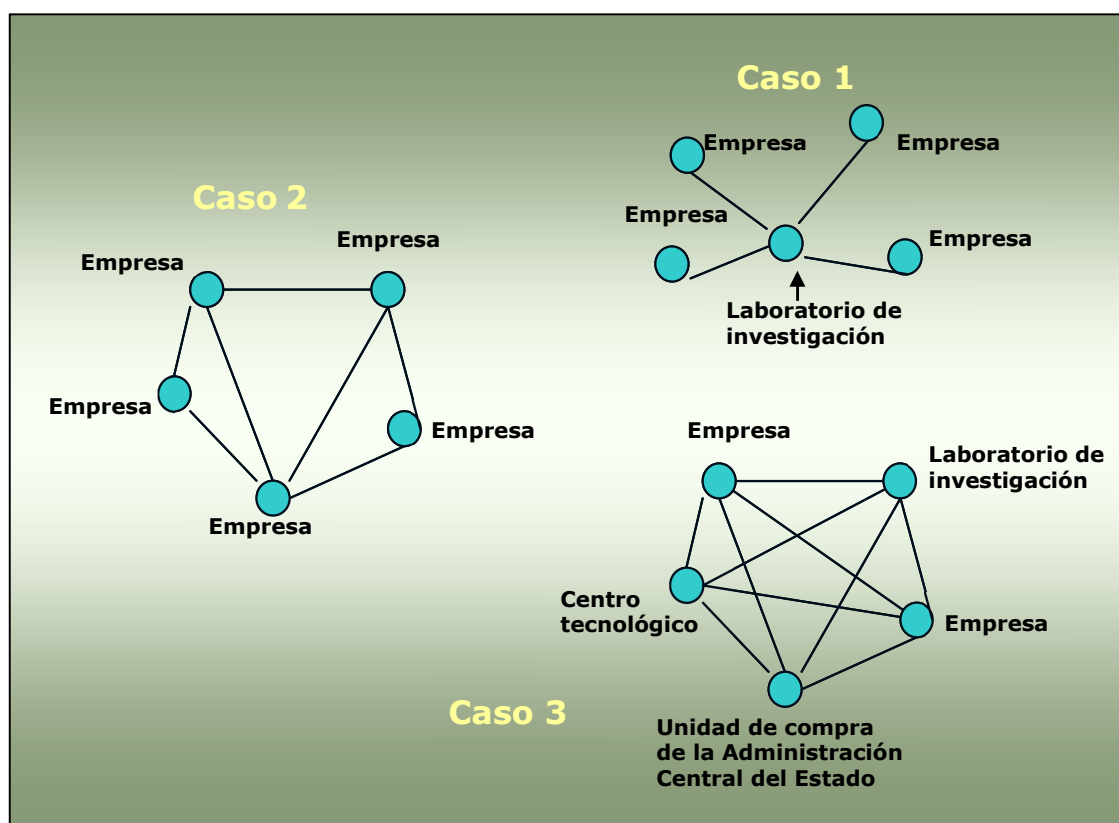 Caso 1
Empresa
Empresa
Empresa
Empresa
Laboratorio de
investigación
Caso 2
Empresa
Empresa
Empresa
Empresa
Empresa
Empresa
Laboratorio de
investigación
Centro
tecnológico
Empresa
Caso 3
Unidad de compra
de la Administración
Central del Estado